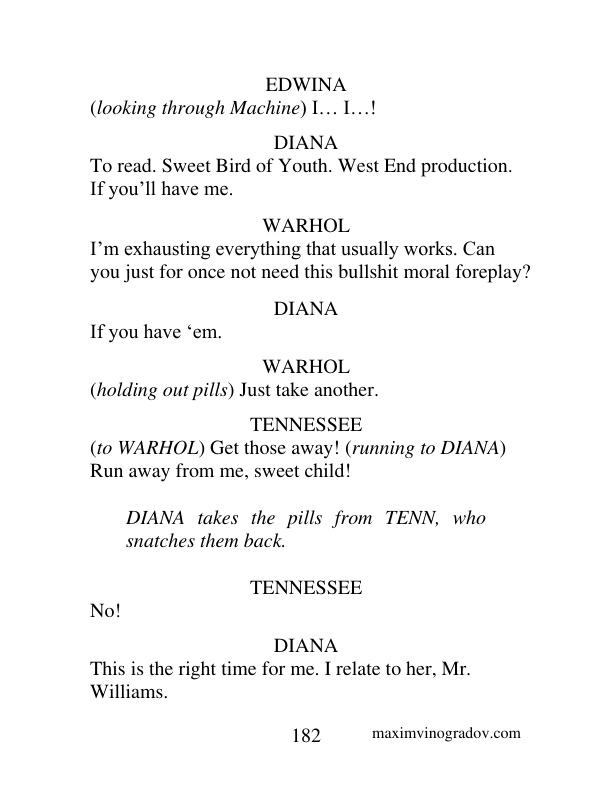 EDWINA
(looking through Machine) I… I…!
DIANA
To read. Sweet Bird of Youth. West End production.
If you’ll have me.
WARHOL
I’m exhausting everything that usually works. Can
you just for once not need this bullshit moral foreplay?
DIANA
If you have ‘em.
WARHOL
(holding out pills) Just take another.
TENNESSEE
(to WARHOL) Get those away! (running to DIANA)
Run away from me, sweet child!
DIANA takes the pills from TENN, who
snatches them back.
TENNESSEE
No!
DIANA
This is the right time for me. I relate to her, Mr.
Williams.
182 maximvinogradov.com